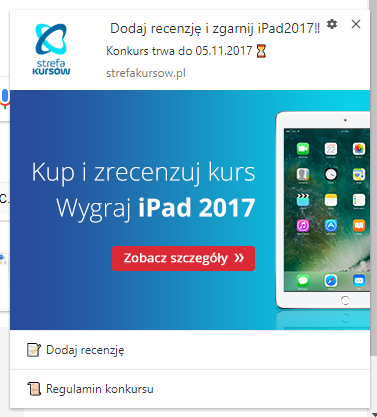 strefa
KURSÓW
Dodaj recenzję i zgarnij iPad2017!!
Konkurs trwa do 05.11.2017 ⏳
strefakursow.pl
Kup i zrecenzuj kurs
Wygraj iPad 2017
Zobacz szczegóły »
📝 Dodaj recenzję
📜 Regulamin konkursu